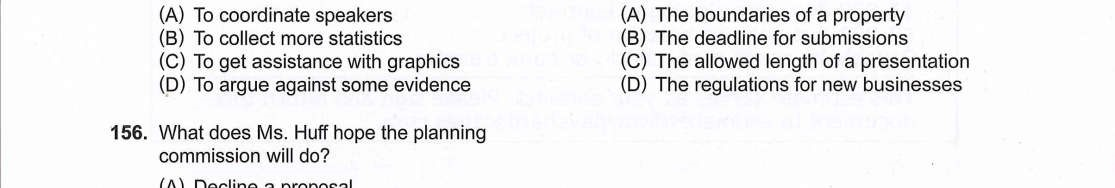 (A) To coordinate speakers
(B) To collect more statistics
(C) To get assistance with graphics
(D) To argue against some evidence
156. What does Ms. Huff hope the planning
commission will do?
(A) Decline a proposal
(A) The boundaries of a property
(B) The deadline for submissions
(C) The allowed length of a presentation
(D) The regulations for new businesses